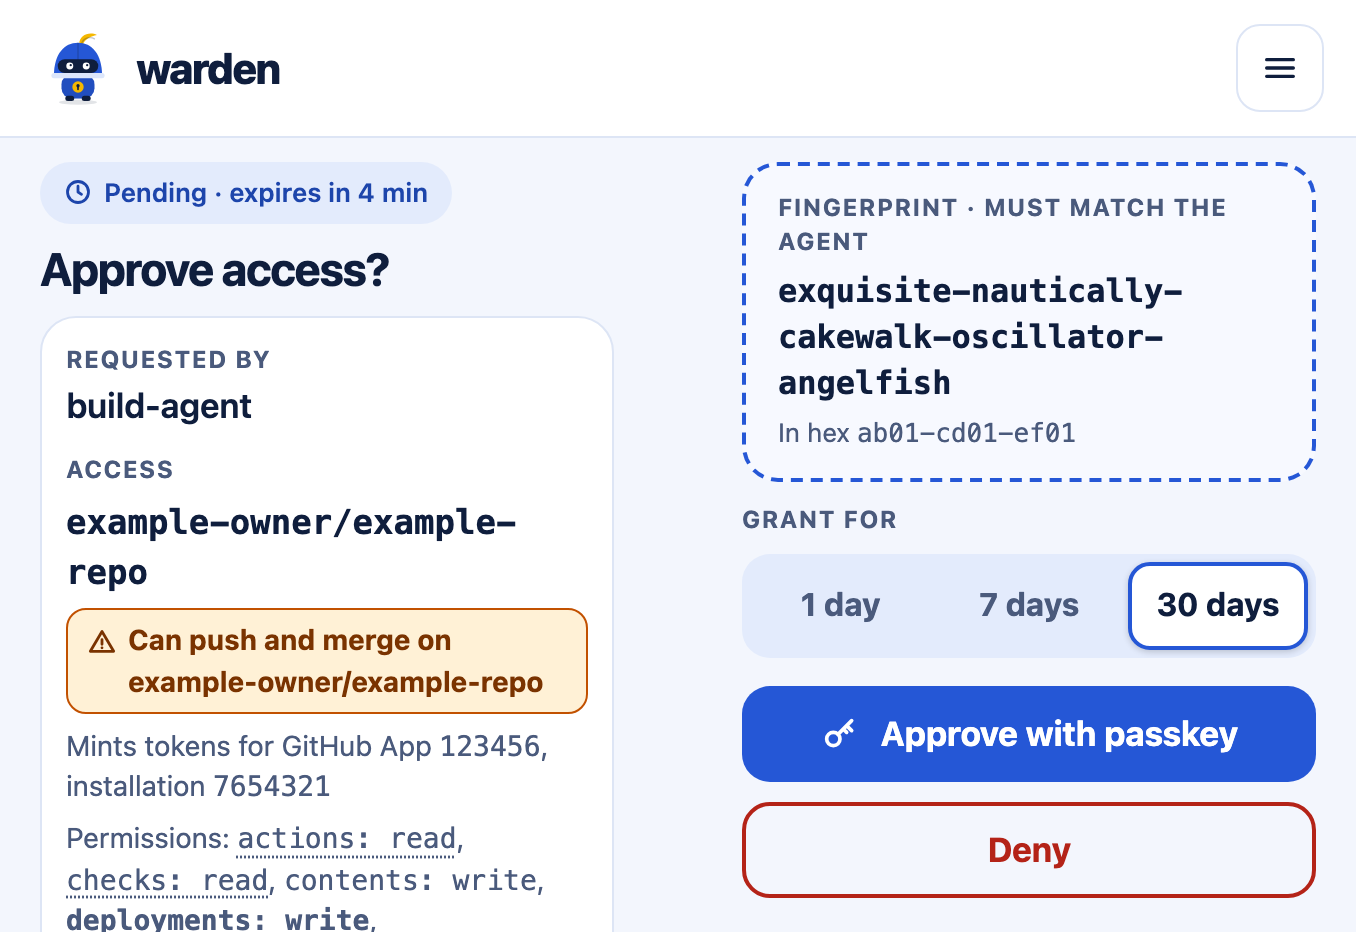 warden
Pending · expires in 4 min
Approve access?
REQUESTED BY
build-agent
ACCESS
example-owner/example-
repo
Can push and merge on
example-owner/example-repo
Mints tokens for GitHub App 123456,
installation 7654321
Permissions: actions: read,
checks: read, contents: write,
deployments: write,
FINGERPRINT · MUST MATCH THE
AGENT
exquisite-nautically-
cakewalk-oscillator-
angelfish
In hex ab01-cd01-ef01
GRANT FOR
1 day 7 days 30 days
Approve with passkey
Deny